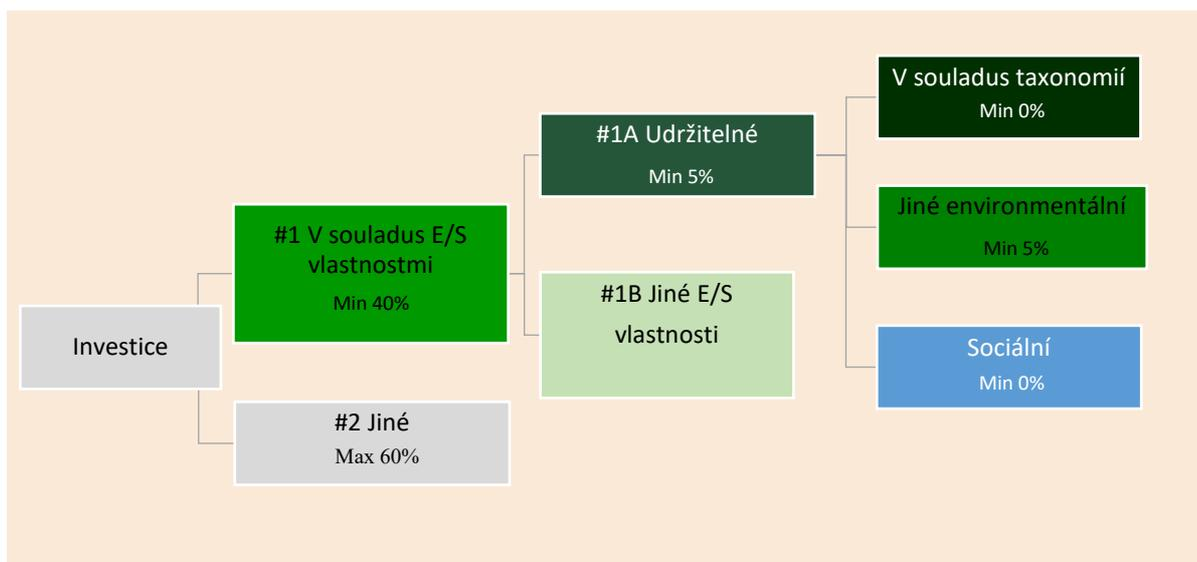 Investice
#1 V souladus E/S
vlastnostmi
Min 40%
#2 Jiné
Max 60%
#1A Udržitelné
Min 5%
#1B Jiné E/S
vlastnosti
V souladus taxonomií
Min 0%
Jiné environmentální
Min 5%
Sociální
Min 0%